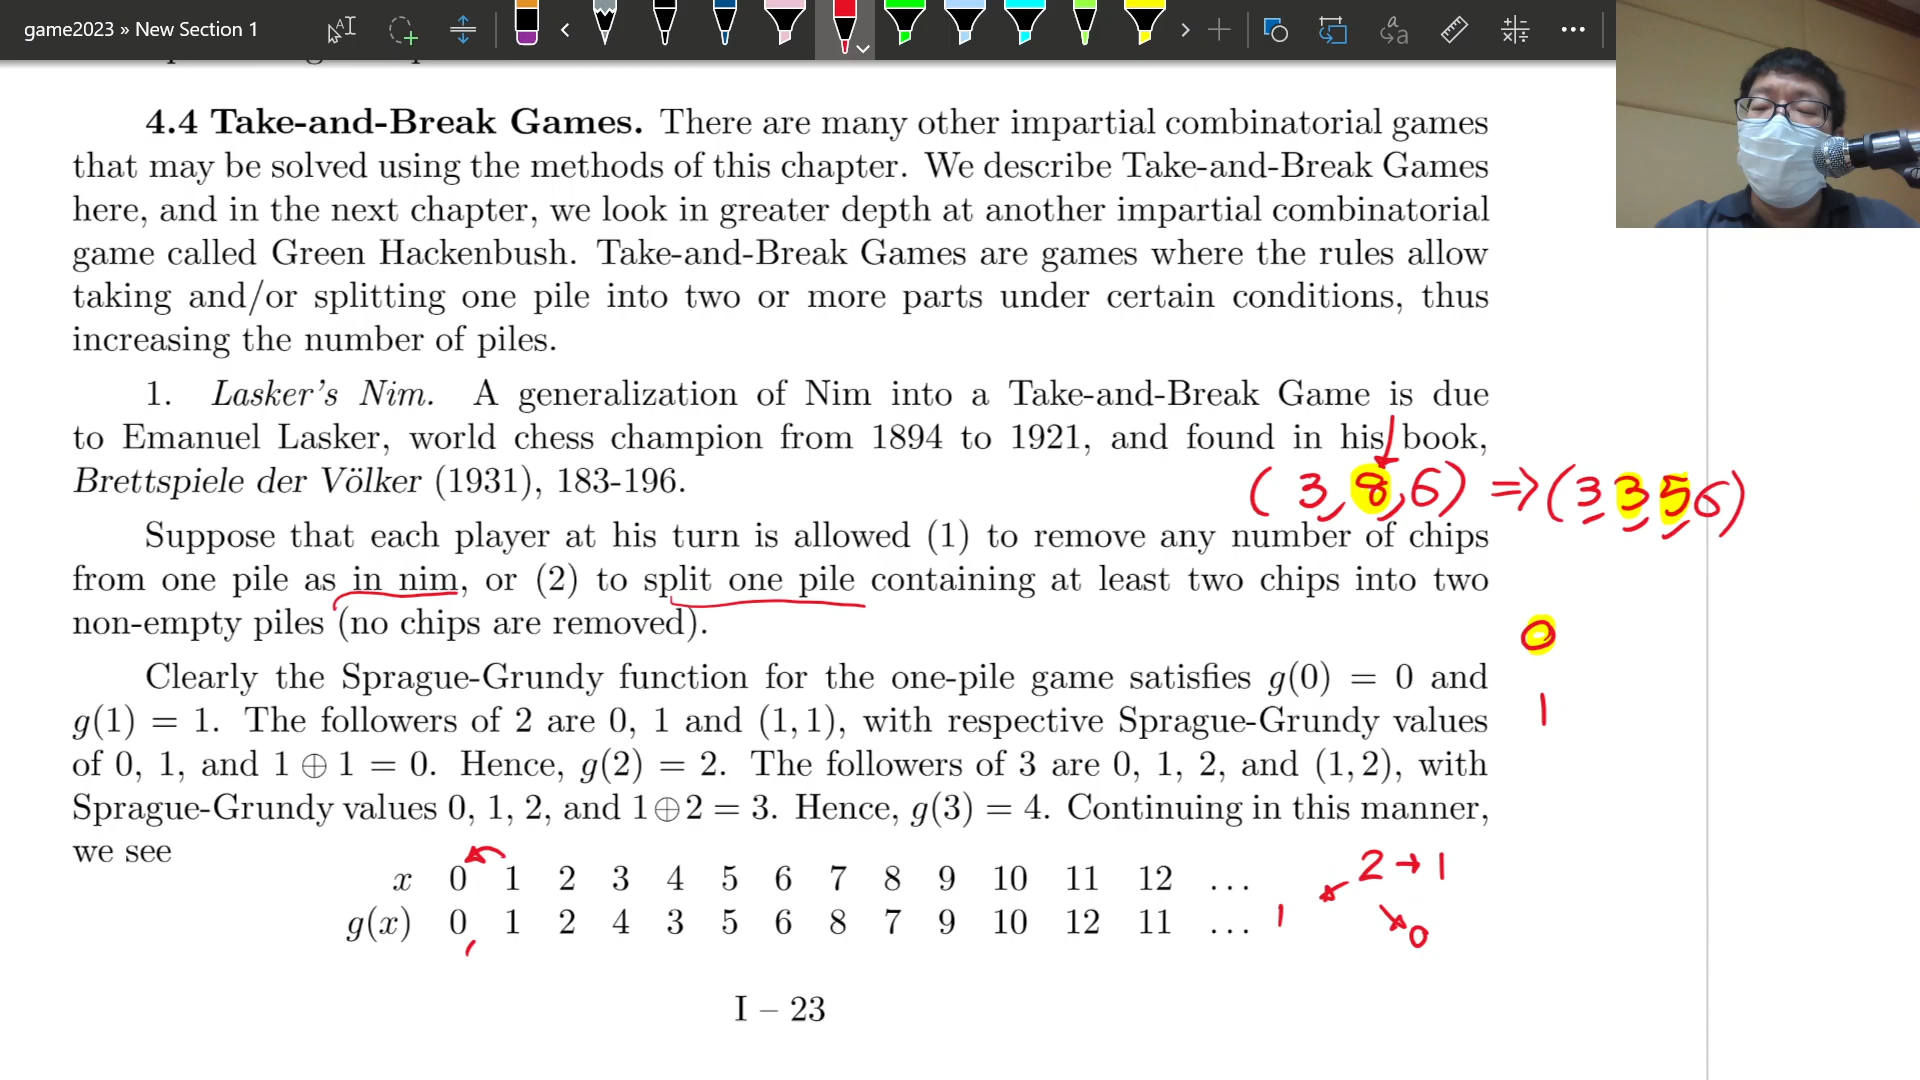 game2023 » New Section 1
4.4 Take-and-Break Games. There are many other impartial combinatorial games
that may be solved using the methods of this chapter. We describe Take-and-Break Games
here, and in the next chapter, we look in greater depth at another impartial combinatorial
game called Green Hackenbush. Take-and-Break Games are games where the rules allow
taking and/or splitting one pile into two or more parts under certain conditions, thus
increasing the number of piles.
1. Lasker's Nim. A generalization of Nim into a Take-and-Break Game is due
to Emanuel Lasker, world chess champion from 1894 to 1921, and found in his book,
Brettspiele der Völker (1931), 183-196.
(3, 8, 6) ⇒ (3 3 5 6)
Suppose that each player at his turn is allowed (1) to remove any number of chips
from one pile as in nim, or (2) to split one pile containing at least two chips into two
non-empty piles (no chips are removed).
0
Clearly the Sprague-Grundy function for the one-pile game satisfies g(0) = 0 and
1
g(1) = 1. The followers of 2 are 0, 1 and (1, 1), with respective Sprague-Grundy values
of 0, 1, and 1 ⊕ 1 = 0. Hence, g(2) = 2. The followers of 3 are 0, 1, 2, and (1, 2), with
Sprague-Grundy values 0, 1, 2, and 1 ⊕ 2 = 3. Hence, g(3) = 4. Continuing in this manner,
we see
x 0 1 2 3 4 5 6 7 8 9 10 11 12 ...
2 → 1
g(x) 0 1 2 4 3 5 6 8 7 9 10 12 11 ...
1
0
I – 23